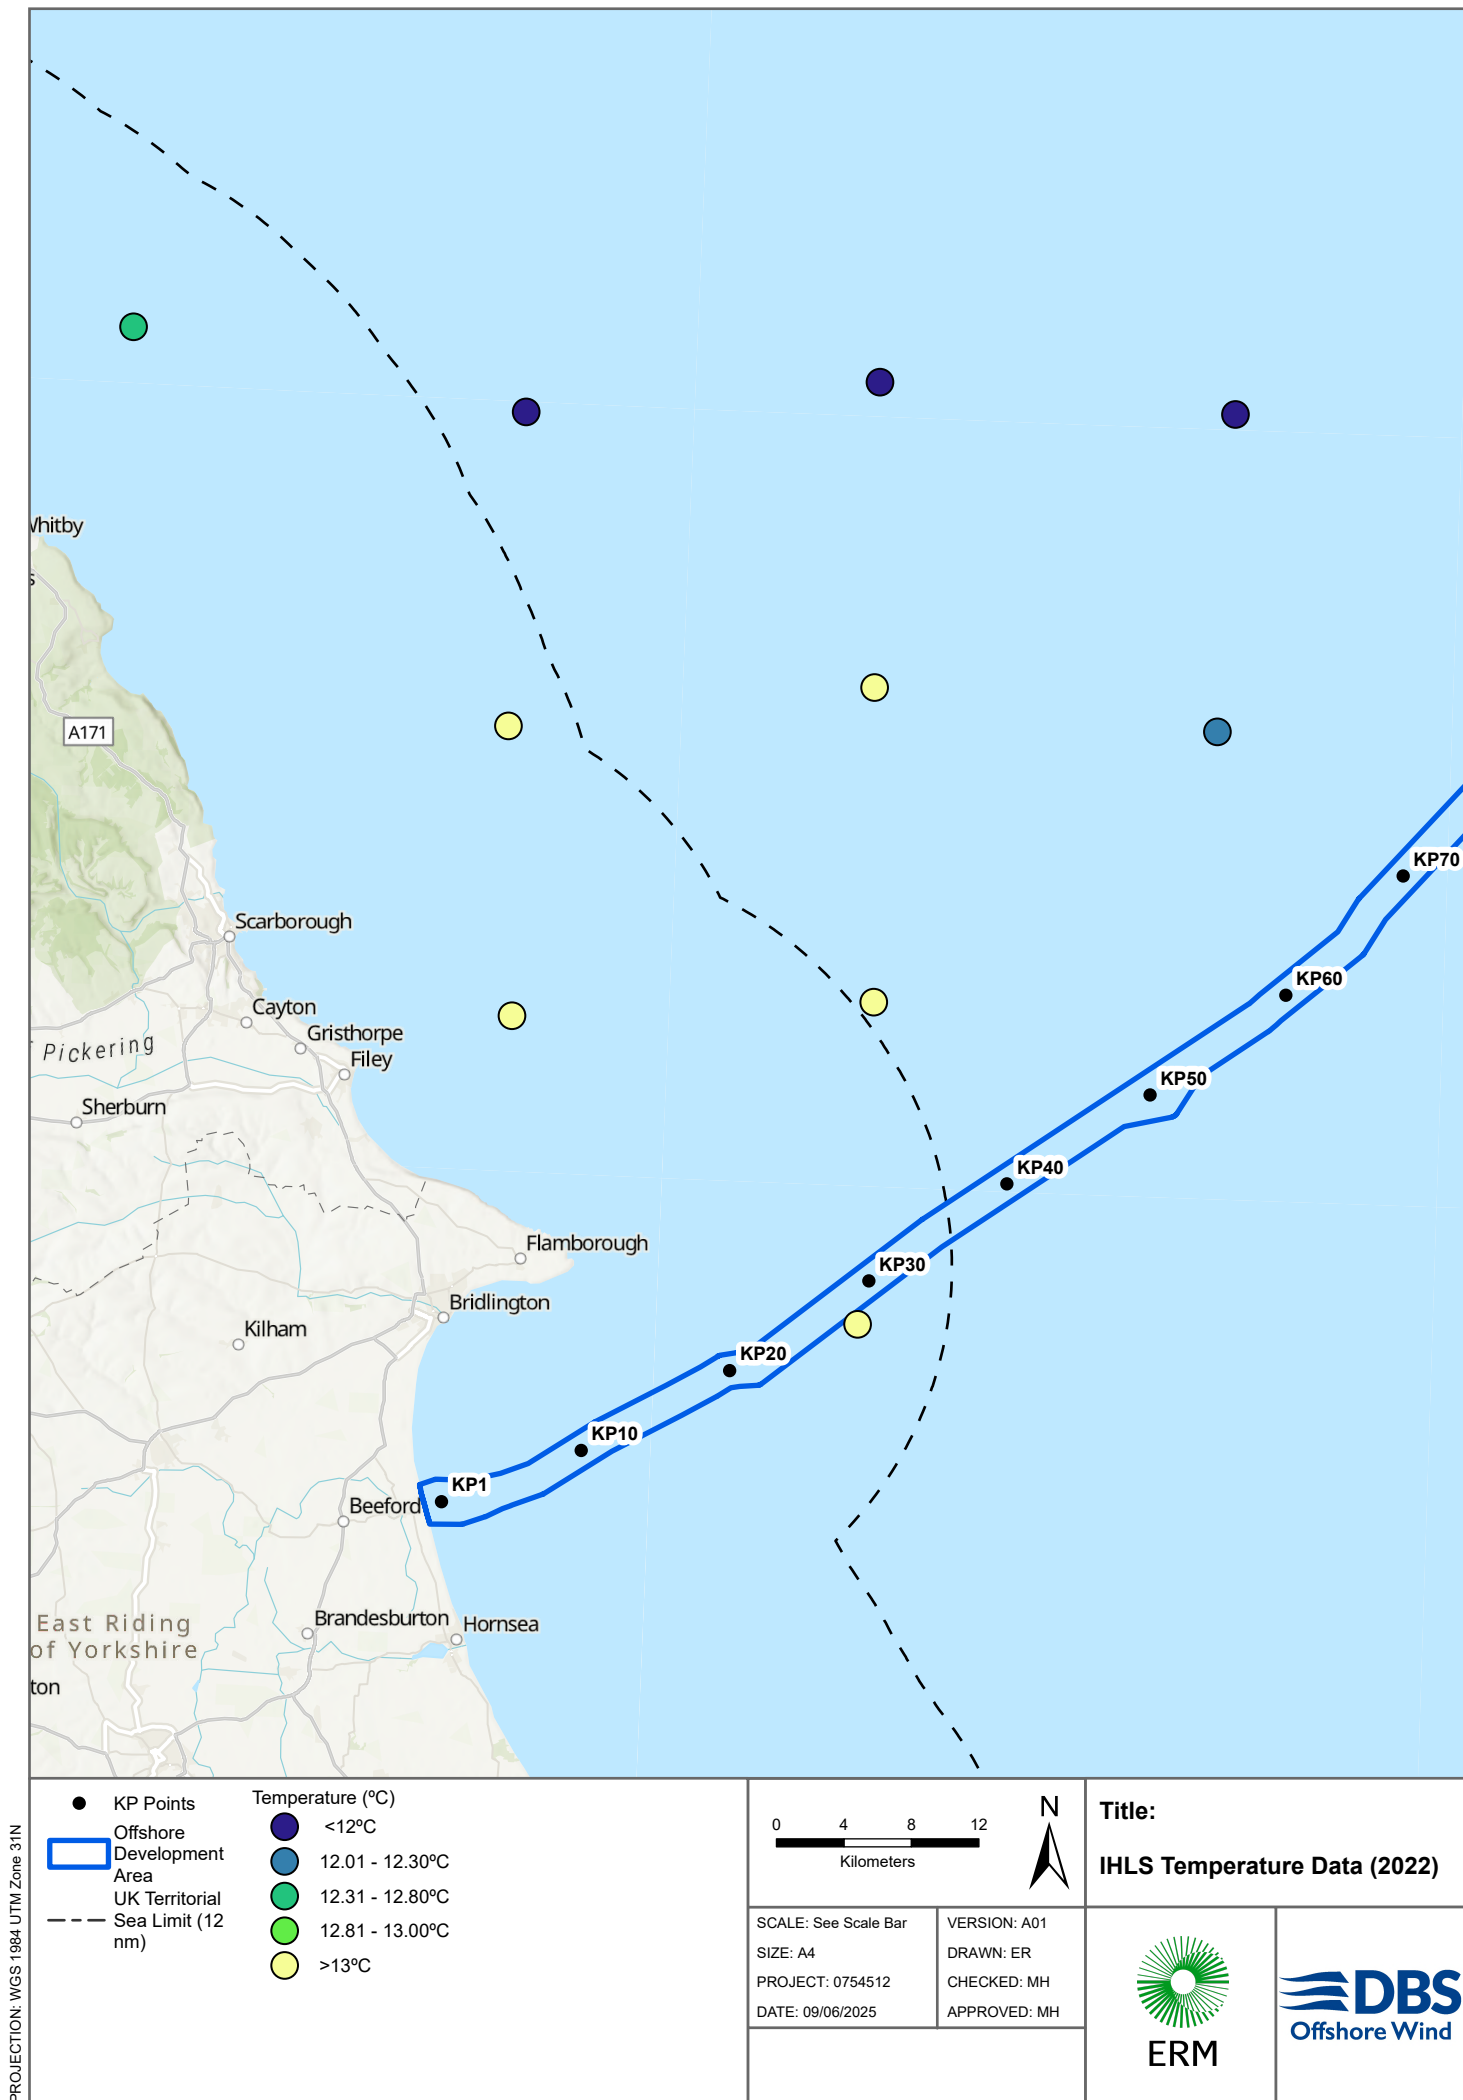 Whitby
s
A171
KP70
Scarborough
KP60
Cayton
Gristhorpe
Pickering
Filey
KP50
Sherburn
KP40
Flamborough
KP30
Bridlington
Kilham
KP20
KP10
KP1
Beeford
East Riding
of Yorkshire
Brandesburton
Hornsea
ton
PROJECTION: WGS 1984 UTM Zone 31N
KP Points
Offshore
Development
Area
UK Territorial
Sea Limit (12
nm)
Temperature (ºC)
<12ºC
12.01 - 12.30ºC
12.31 - 12.80ºC
12.81 - 13.00ºC
>13ºC
0 4 8 12
Kilometers
N
Title:
IHLS Temperature Data (2022)
SCALE: See Scale Bar
SIZE: A4
PROJECT: 0754512
DATE: 09/06/2025
VERSION: A01
DRAWN: ER
CHECKED: MH
APPROVED: MH
ERM
DBS
Offshore Wind